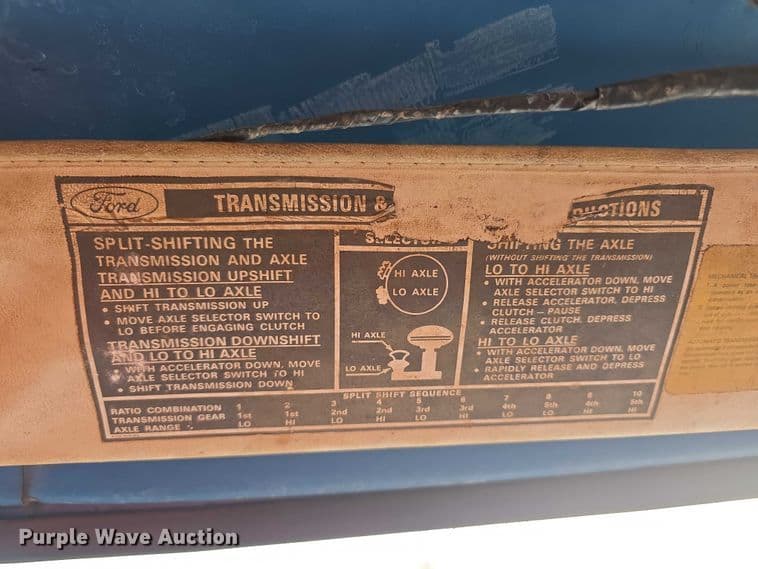 Ford
TRANSMISSION &
SPLIT-SHIFTING THE
TRANSMISSION AND AXLE
TRANSMISSION UPSHIFT
AND HI TO LO AXLE
• SHIFT TRANSMISSION UP
• MOVE AXLE SELECTOR SWITCH TO
LO BEFORE ENGAGING CLUTCH
TRANSMISSION DOWNSHIFT
AND LO TO HI AXLE
• WITH ACCELERATOR DOWN, MOVE
AXLE SELECTOR SWITCH TO HI
• SHIFT TRANSMISSION DOWN
HI AXLE
LO AXLE
HI AXLE
LO AXLE
THE AXLE
(WITHOUT SHIFTING THE TRANSMISSION)
LO TO HI AXLE
• WITH ACCELERATOR DOWN, MOVE
AXLE SELECTOR SWITCH TO HI
• RELEASE ACCELERATOR, DEPRESS
CLUTCH — PAUSE
• RELEASE CLUTCH, DEPRESS
ACCELERATOR
HI TO LO AXLE
• WITH ACCELERATOR DOWN, MOVE
AXLE SELECTOR SWITCH TO LO
• RAPIDLY RELEASE AND DEPRESS
ACCELERATOR
SPLIT SHIFT SEQUENCE
RATIO COMBINATION 1 2 3 4 5 6 7 8 9 10
TRANSMISSION GEAR 1st 1st 2nd 2nd 3rd 3rd 4th 5th 4th 5th
AXLE RANGE LO HI LO HI LO HI LO LO HI HI
Purple Wave Auction